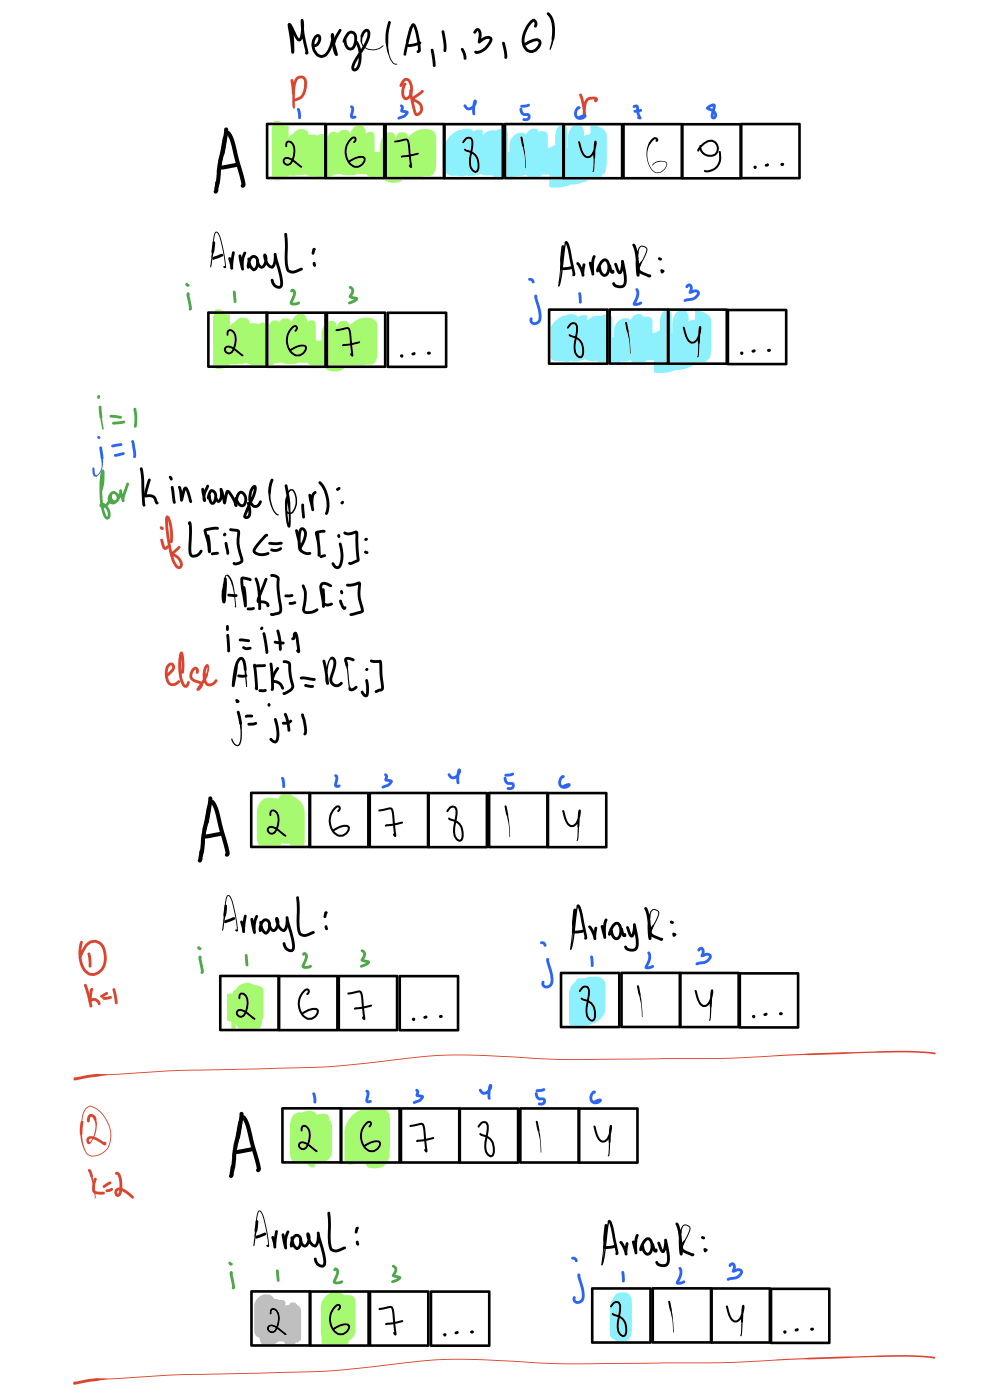 Merge(A,1,3,6)
p q r
1 2 3 4 5 6 7 8
A 2 6 7 8 1 4 6 9 ...
ArrayL: ArrayR:
i 1 2 3 j 1 2 3
2 6 7 ... 8 1 4 ...
i=1
j=1
for k in range(p,r):
if L[i] <= R[j]:
A[k]=L[i]
i=i+1
else A[k]=R[j]
j=j+1
1 2 3 4 5 6
A 2 6 7 8 1 4
ArrayL: ArrayR:
1 i 1 2 3 j 1 2 3
k=1 2 6 7 ... 8 1 4 ...
1 2 3 4 5 6
2 A 2 6 7 8 1 4
k=2
ArrayL: ArrayR:
i 1 2 3 j 1 2 3
2 6 7 ... 8 1 4 ...